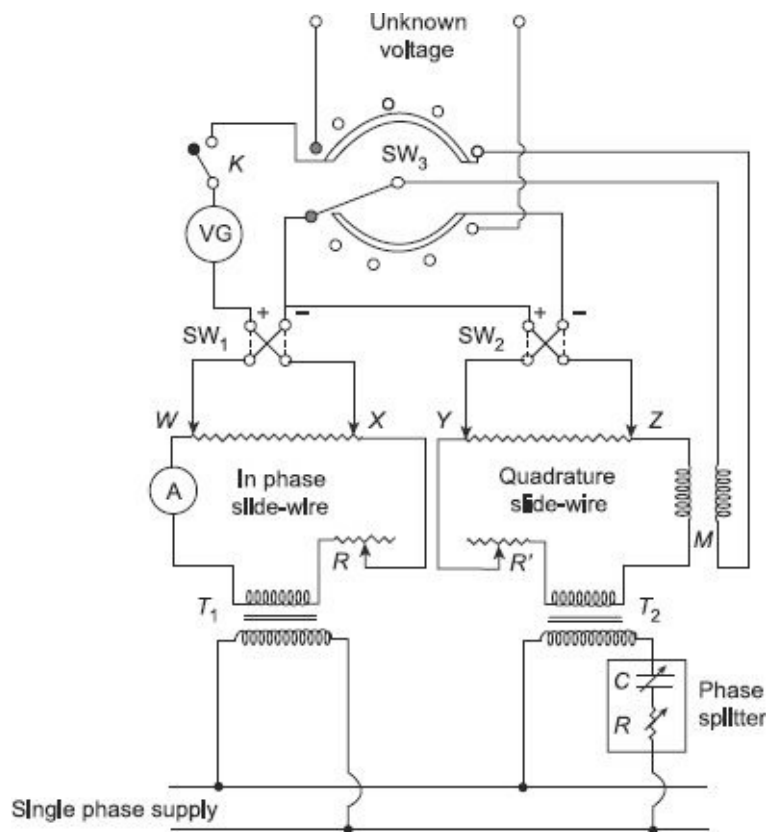 Unknown
voltage
SW3
K
VG
+
−
+
−
SW1
SW2
W
X
Y
Z
A
In phase
slide-wire
Quadrature
slide-wire
M
R
R'
T1
T2
C
R
Phase
splitter
Single phase supply